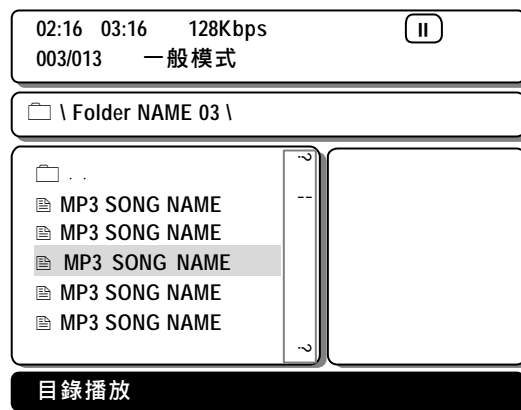 02:16 03:16 128Kbps
003/013 一般模式
\ Folder NAME 03 \
. .
MP3 SONG NAME
MP3 SONG NAME
MP3 SONG NAME
MP3 SONG NAME
MP3 SONG NAME
目錄播放